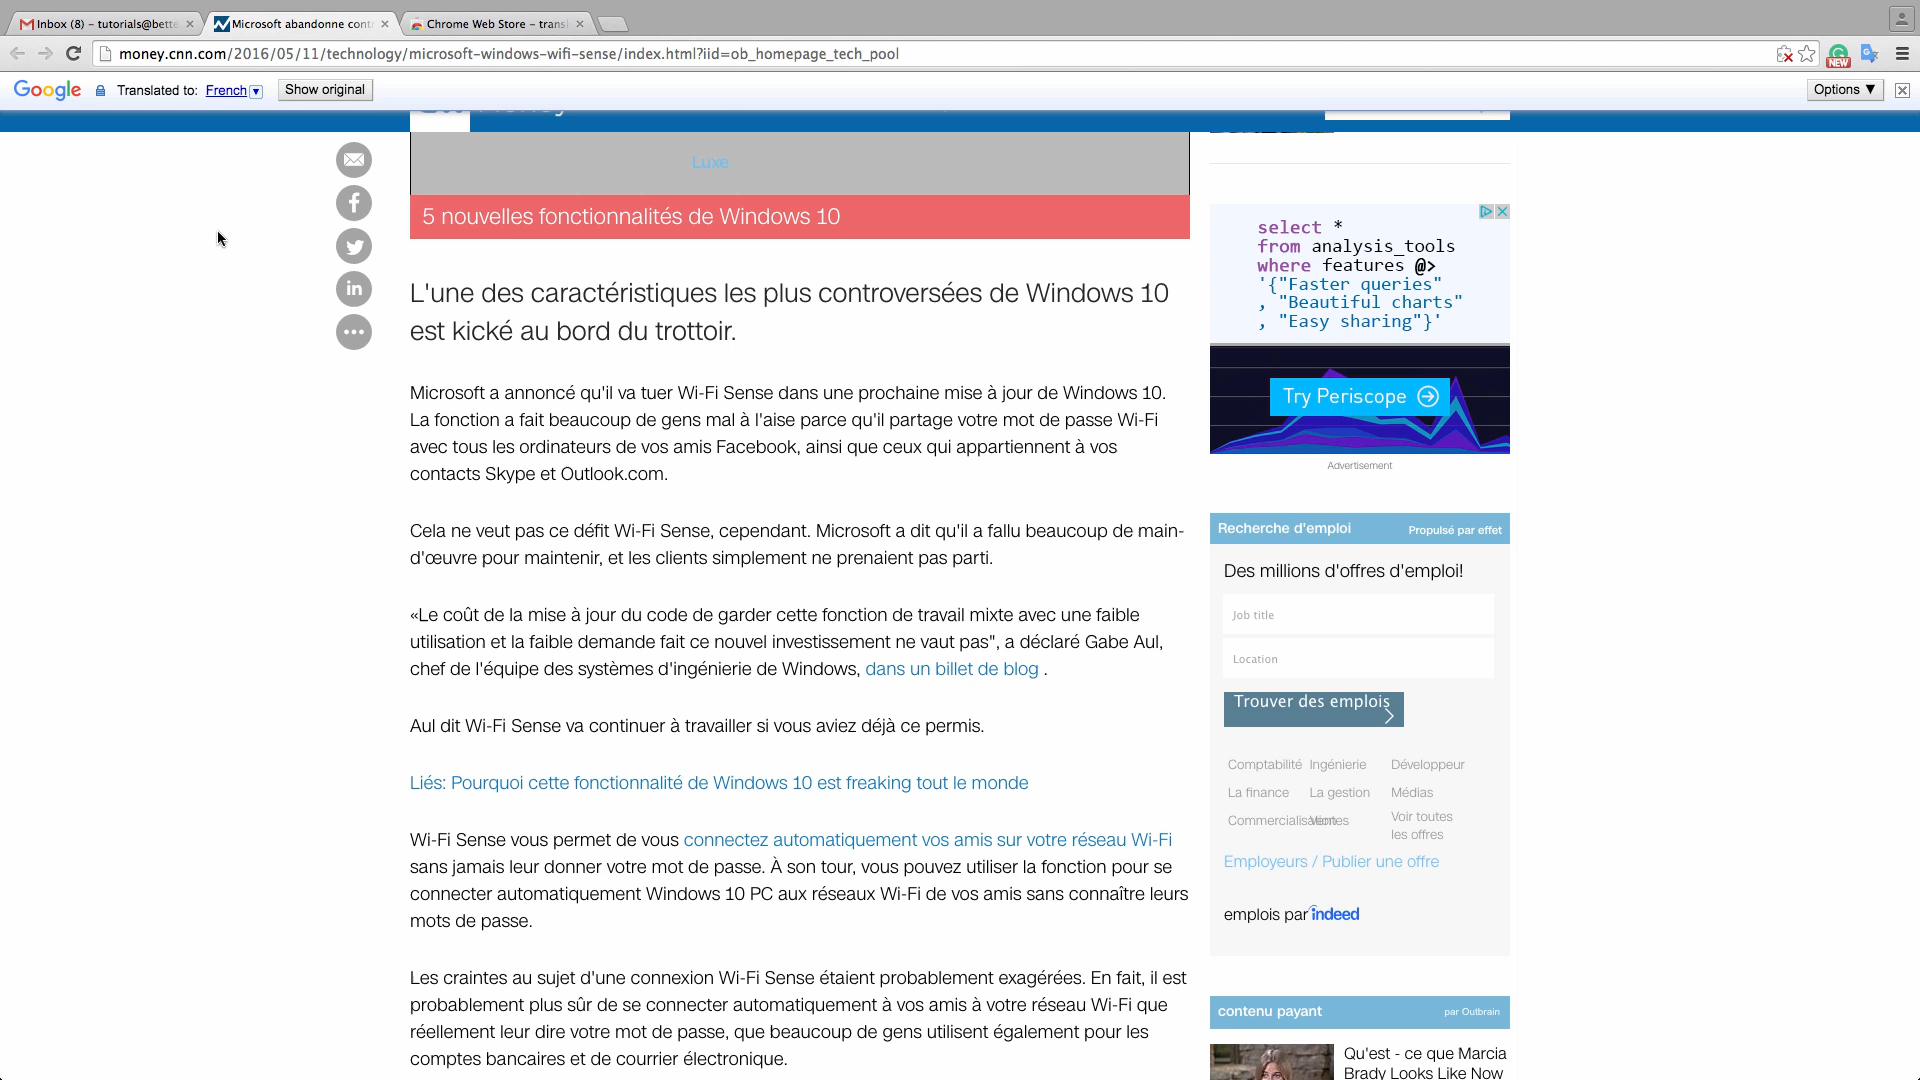 Inbox (8) - tutorials@bette
Microsoft abandonne cont
Chrome Web Store - trans
money.cnn.com/2016/05/11/technology/microsoft-windows-wifi-sense/index.html?iid=ob_homepage_tech_pool
NEW
Google Translated to: French Show original Options ▼
Luxe
5 nouvelles fonctionnalités de Windows 10
L'une des caractéristiques les plus controversées de Windows 10
est kické au bord du trottoir.
Microsoft a annoncé qu'il va tuer Wi-Fi Sense dans une prochaine mise à jour de Windows 10.
La fonction a fait beaucoup de gens mal à l'aise parce qu'il partage votre mot de passe Wi-Fi
avec tous les ordinateurs de vos amis Facebook, ainsi que ceux qui appartiennent à vos
contacts Skype et Outlook.com.
Cela ne veut pas ce défit Wi-Fi Sense, cependant. Microsoft a dit qu'il a fallu beaucoup de main-
d'œuvre pour maintenir, et les clients simplement ne prenaient pas parti.
«Le coût de la mise à jour du code de garder cette fonction de travail mixte avec une faible
utilisation et la faible demande fait ce nouvel investissement ne vaut pas", a déclaré Gabe Aul,
chef de l'équipe des systèmes d'ingénierie de Windows, dans un billet de blog .
Aul dit Wi-Fi Sense va continuer à travailler si vous aviez déjà ce permis.
Liés: Pourquoi cette fonctionnalité de Windows 10 est freaking tout le monde
Wi-Fi Sense vous permet de vous connectez automatiquement vos amis sur votre réseau Wi-Fi
sans jamais leur donner votre mot de passe. À son tour, vous pouvez utiliser la fonction pour se
connecter automatiquement Windows 10 PC aux réseaux Wi-Fi de vos amis sans connaître leurs
mots de passe.
Les craintes au sujet d'une connexion Wi-Fi Sense étaient probablement exagérées. En fait, il est
probablement plus sûr de se connecter automatiquement à vos amis à votre réseau Wi-Fi que
réellement leur dire votre mot de passe, que beaucoup de gens utilisent également pour les
comptes bancaires et de courrier électronique.
select *
from analysis_tools
where features @>
'{"Faster queries"
, "Beautiful charts"
, "Easy sharing"}'
Try Periscope
Advertisement
Recherche d'emploi Propulsé par effet
Des millions d'offres d'emploi!
Job title
Location
Trouver des emplois
Comptabilité Ingénierie Développeur
La finance La gestion Médias
Voir toutes
les offres
Employeurs / Publier une offre
emplois par indeed
contenu payant par Outbrain
Qu'est - ce que Marcia
Brady Looks Like Now